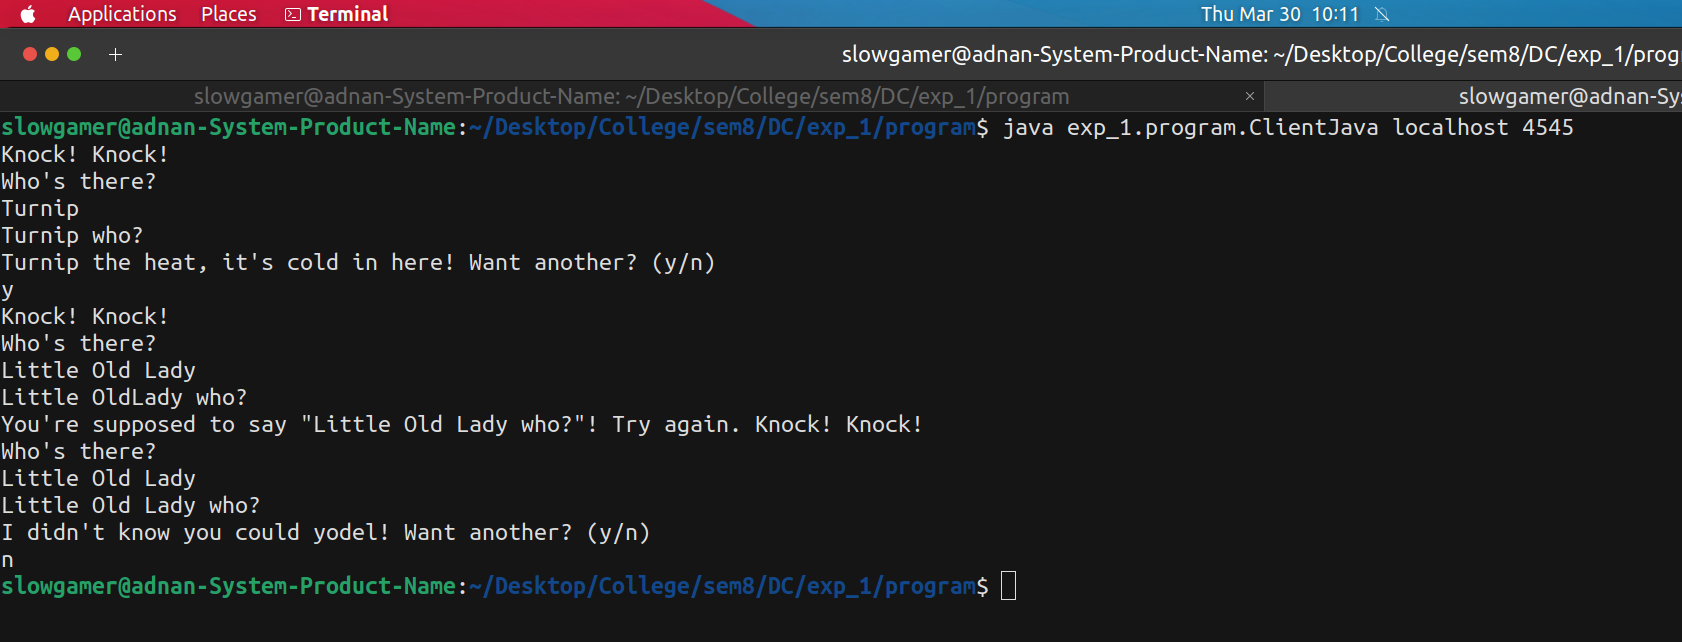 Applications Places Terminal Thu Mar 30 10:11
slowgamer@adnan-System-Product-Name: ~/Desktop/College/sem8/DC/exp_1/prog
slowgamer@adnan-System-Product-Name: ~/Desktop/College/sem8/DC/exp_1/program × slowgamer@adnan-Sys
slowgamer@adnan-System-Product-Name:~/Desktop/College/sem8/DC/exp_1/program$ java exp_1.program.ClientJava localhost 4545
Knock! Knock!
Who's there?
Turnip
Turnip who?
Turnip the heat, it's cold in here! Want another? (y/n)
y
Knock! Knock!
Who's there?
Little Old Lady
Little OldLady who?
You're supposed to say "Little Old Lady who?"! Try again. Knock! Knock!
Who's there?
Little Old Lady
Little Old Lady who?
I didn't know you could yodel! Want another? (y/n)
n
slowgamer@adnan-System-Product-Name:~/Desktop/College/sem8/DC/exp_1/program$